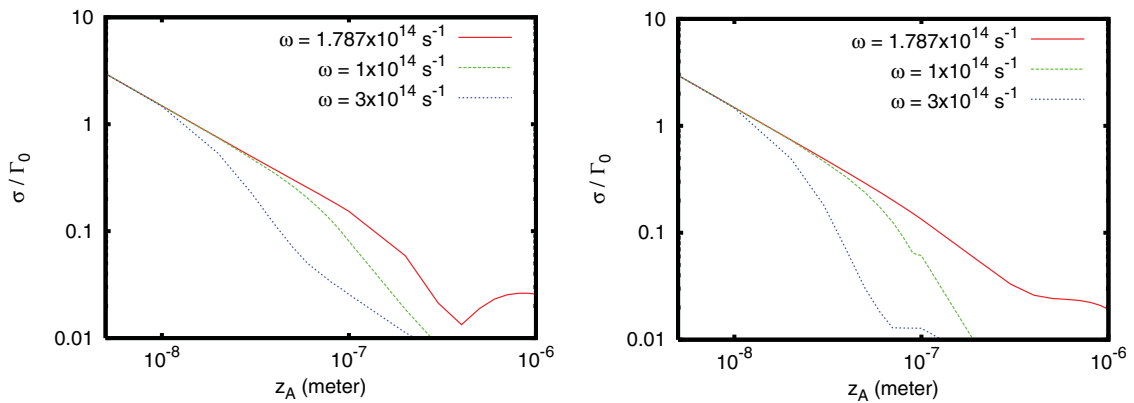 10
1
0.1
0.01
σ / Γ₀
ω = 1.787x10¹⁴ s⁻¹
ω = 1x10¹⁴ s⁻¹
ω = 3x10¹⁴ s⁻¹
10⁻⁸ 10⁻⁷ 10⁻⁶
z_A (meter)
10
1
0.1
0.01
σ / Γ₀
ω = 1.787x10¹⁴ s⁻¹
ω = 1x10¹⁴ s⁻¹
ω = 3x10¹⁴ s⁻¹
10⁻⁸ 10⁻⁷ 10⁻⁶
z_A (meter)